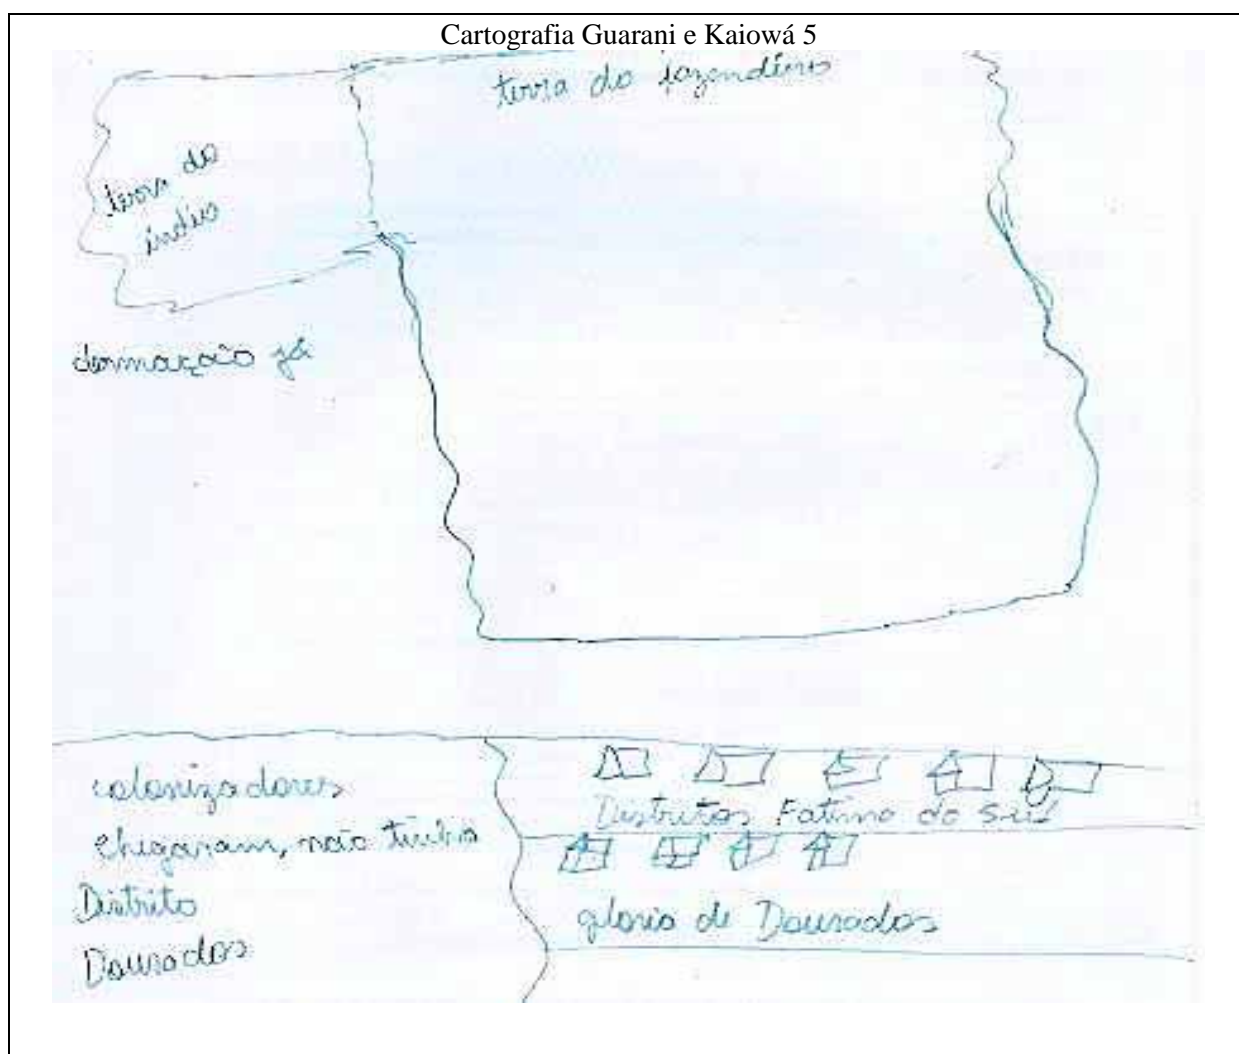 Cartografia Guarani e Kaiowá 5
terra do fazendeiro
terra do
índio
demarcação já
colonizadores
chegaram, não tinha
Distrito
Dourados
Distritos Fatima do Sul
gloria de Dourados